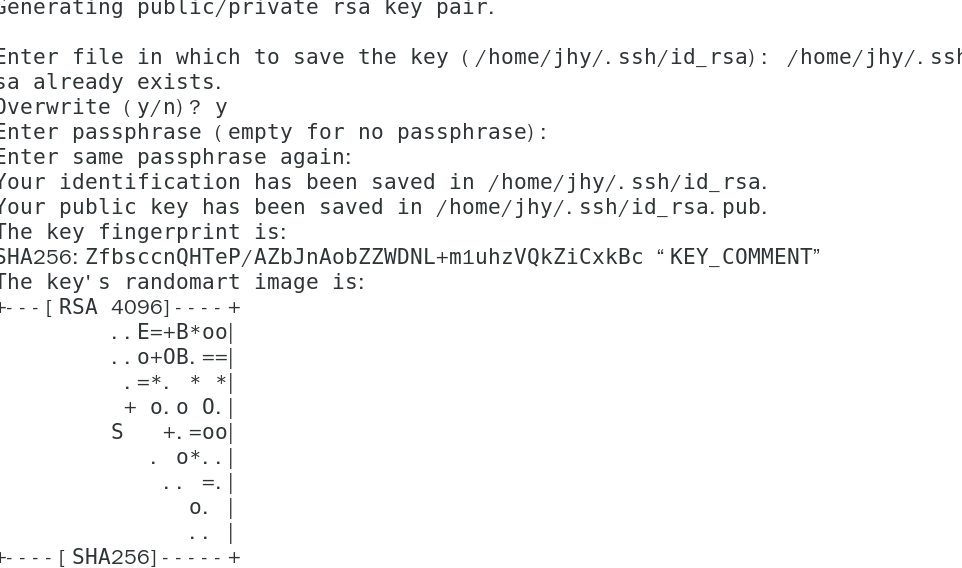 Generating public/private rsa key pair.
Enter file in which to save the key (/home/jhy/.ssh/id_rsa): /home/jhy/.ssh
sa already exists.
Overwrite (y/n)? y
Enter passphrase (empty for no passphrase):
Enter same passphrase again:
Your identification has been saved in /home/jhy/.ssh/id_rsa.
Your public key has been saved in /home/jhy/.ssh/id_rsa.pub.
The key fingerprint is:
SHA256:ZfbsccnQHTeP/AZbJnAobZZWDNL+m1uhzVQkZiCxkBc “KEY_COMMENT”
The key's randomart image is:
+---[RSA 4096]----+
..E=+B*oo|
..o+OB.==|
.=*. * *|
+ o.o O.|
S   +.=oo|
. o*..|
.. =.|
o. |
.. |
+----[SHA256]-----+